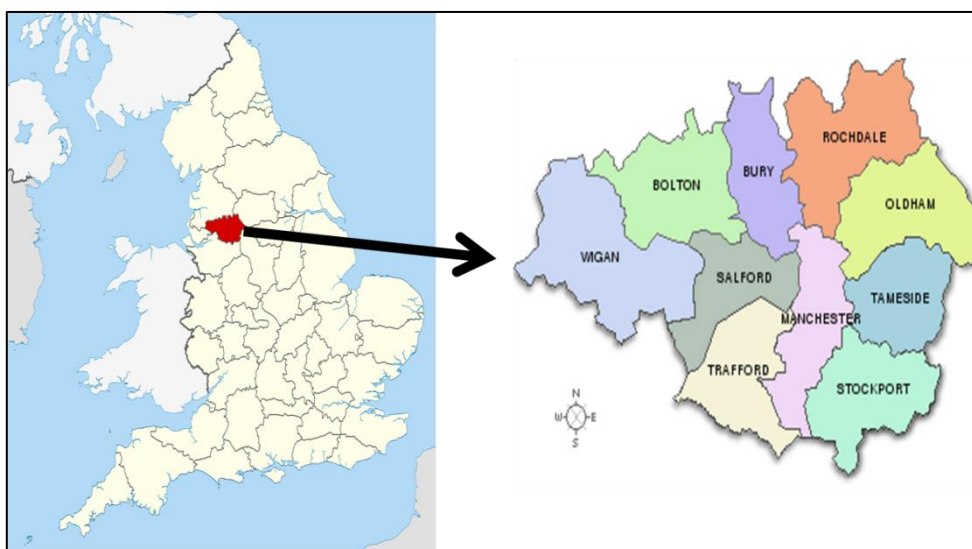 ROCHDALE
BURY
BOLTON
OLDHAM
WIGAN
SALFORD
TAMESIDE
MANCHESTER
TRAFFORD
STOCKPORT
N
W E
S